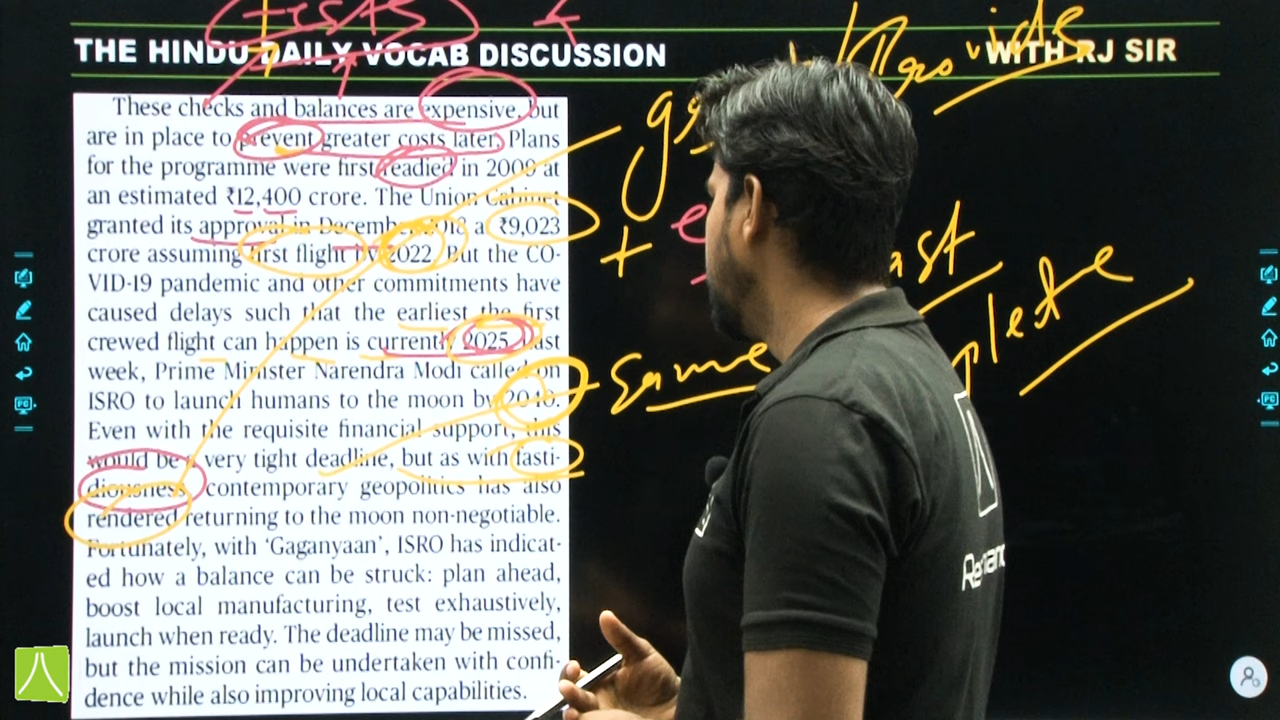 tests
THE HINDU DAILY VOCAB DISCUSSION
WITH RJ SIR
Provide
These checks and balances are expensive, but
are in place to prevent greater costs later. Plans
for the programme were first readied in 2009 at
an estimated ₹12,400 crore. The Union Cabinet
granted its approval in December 2018 at ₹9,023
crore assuming first flight by 2022. But the CO-
VID-19 pandemic and other commitments have
caused delays such that the earliest the first
crewed flight can happen is currently 2025. Last
week, Prime Minister Narendra Modi called on
ISRO to launch humans to the moon by 2040.
Even with the requisite financial support, this
would be a very tight deadline, but as with fasti-
diousness, contemporary geopolitics has also
rendered returning to the moon non-negotiable.
Fortunately, with ‘Gaganyaan’, ISRO has indicat-
ed how a balance can be struck: plan ahead,
boost local manufacturing, test exhaustively,
launch when ready. The deadline may be missed,
but the mission can be undertaken with confi-
dence while also improving local capabilities.
+
same
PC
PC